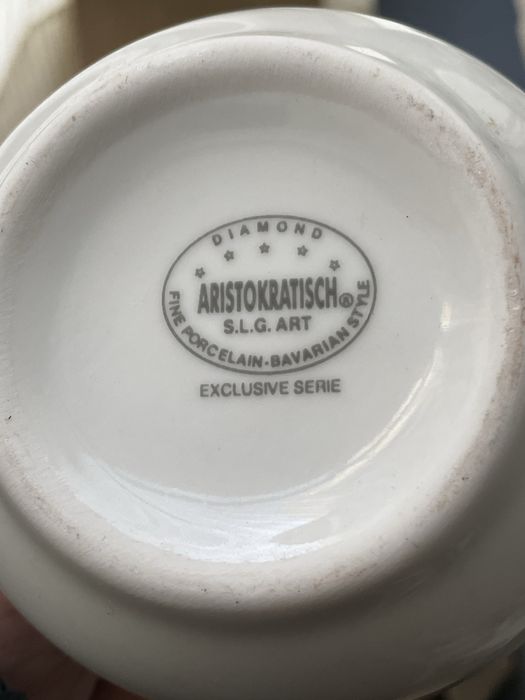 DIAMOND
ARISTOKRATISCH®
S.L.G. ART
FINE PORCELAIN-BAVARIAN STYLE
EXCLUSIVE SERIE